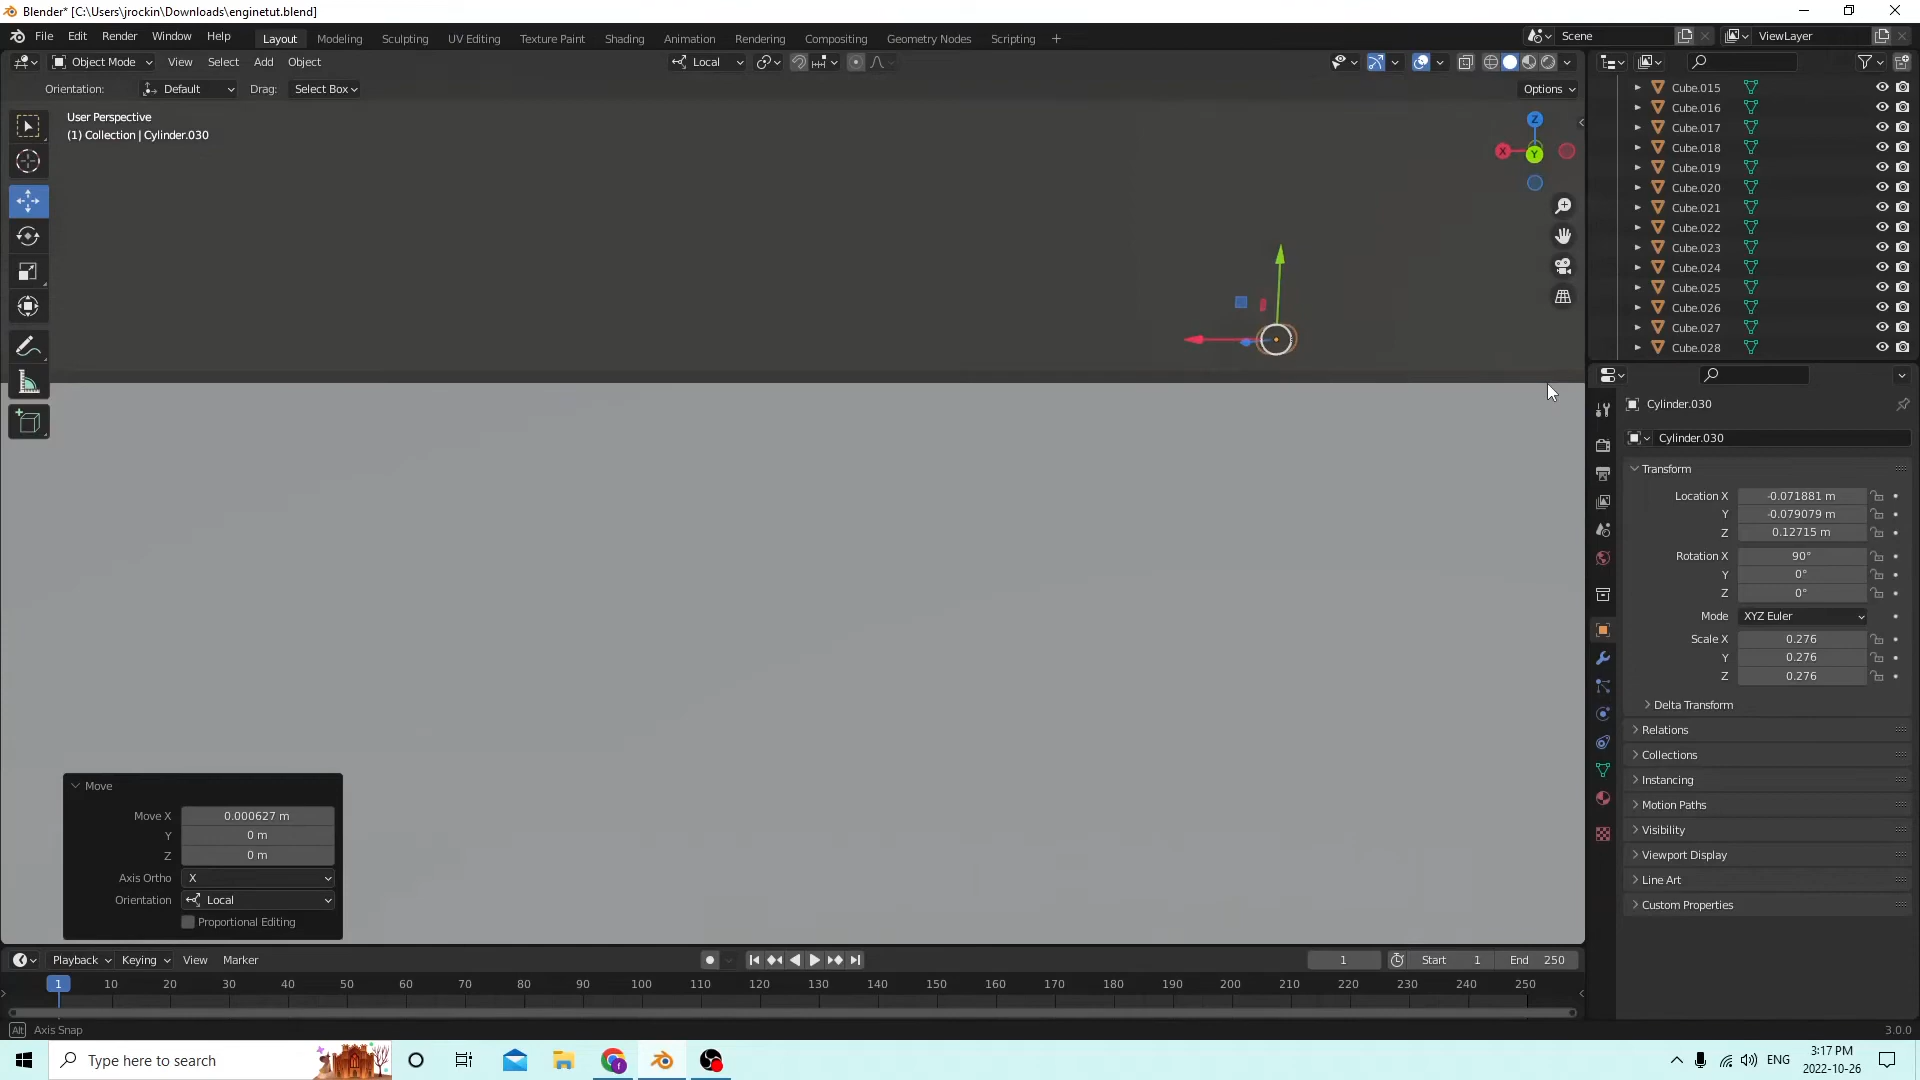 Blender* [C:\Users\jrockin\Downloads\enginetut.blend]
File Edit Render Window Help Layout Modeling Sculpting UV Editing Texture Paint Shading Animation Rendering Compositing Geometry Nodes Scripting + Scene ViewLayer
Object Mode View Select Add Object Local
Orientation: Default Drag: Select Box Options
User Perspective
(1) Collection | Cylinder.030
Z
X
Y
Cube.015
Cube.016
Cube.017
Cube.018
Cube.019
Cube.020
Cube.021
Cube.022
Cube.023
Cube.024
Cube.025
Cube.026
Cube.027
Cube.028
Cylinder.030
Cylinder.030
Transform
Location X -0.071881 m
Y -0.079079 m
Z 0.12715 m
Rotation X 90°
Y 0°
Z 0°
Mode XYZ Euler
Scale X 0.276
Y 0.276
Z 0.276
Delta Transform
Relations
Collections
Instancing
Motion Paths
Visibility
Viewport Display
Line Art
Custom Properties
Move
Move X 0.000627 m
Y 0 m
Z 0 m
Axis Ortho X
Orientation Local
Proportional Editing
Playback Keying View Marker 1 Start 1 End 250
1 10 20 30 40 50 60 70 80 90 100 110 120 130 140 150 160 170 180 190 200 210 220 230 240 250
Alt Axis Snap 3.0.0
Type here to search ENG 3:17 PM
2022-10-26